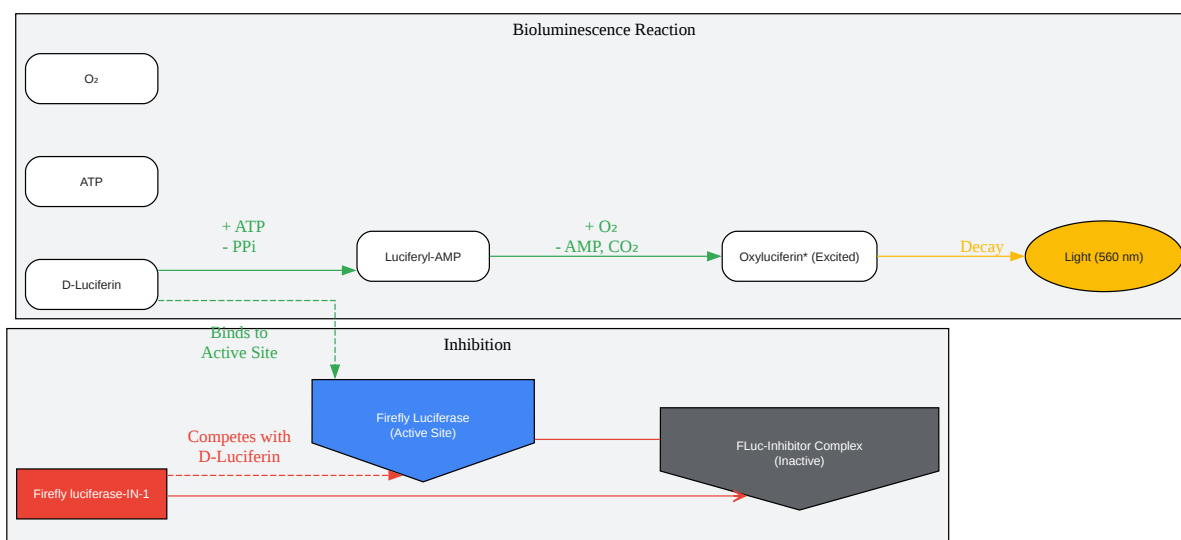 Bioluminescence Reaction
O₂
ATP
D-Luciferin
+ ATP
- PPi
Luciferyl-AMP
+ O₂
- AMP, CO₂
Oxyluciferin* (Excited)
Decay
Light (560 nm)
Binds to
Active Site
Inhibition
Firefly Luciferase
(Active Site)
Competes with
D-Luciferin
FLuc-Inhibitor Complex
(Inactive)
Firefly luciferase-IN-1